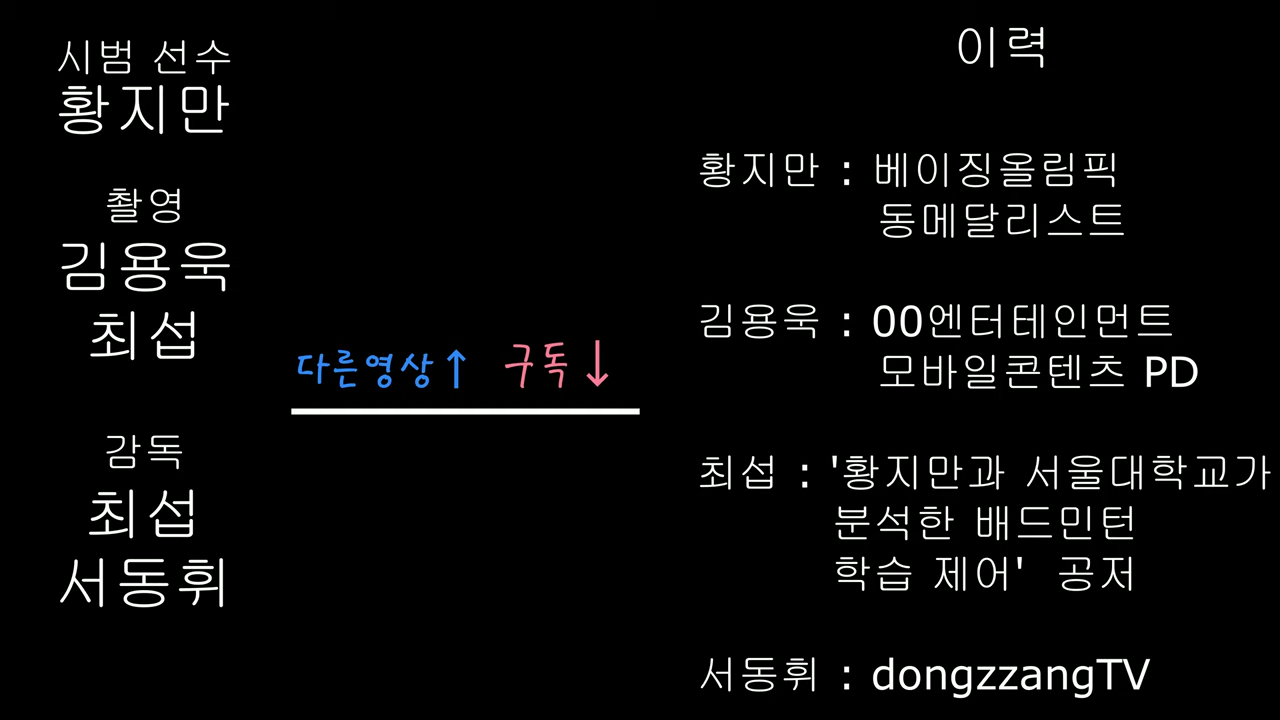 시범 선수
황지만
촬영
김용욱
최섭
감독
최섭
서동휘
다른영상↑ 구독↓
이력
황지만 : 베이징올림픽
동메달리스트
김용욱 : 00엔터테인먼트
모바일콘텐츠 PD
최섭 : '황지만과 서울대학교가
분석한 배드민턴
학습 제어' 공저
서동휘 : dongzzangTV